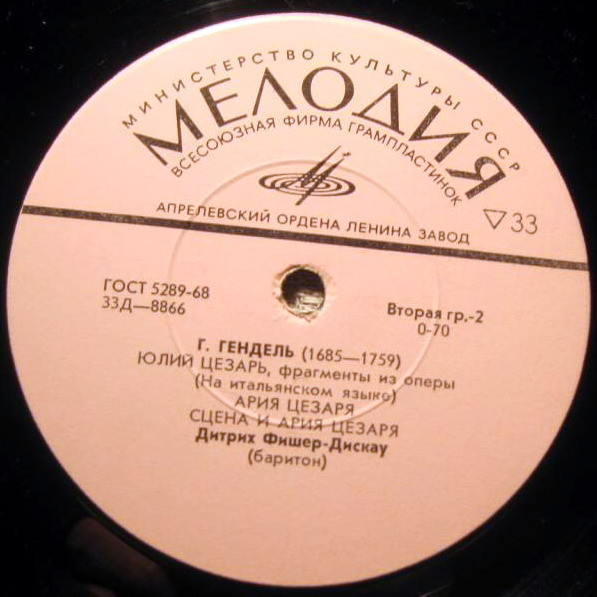 МИНИСТЕРСТВО КУЛЬТУРЫ СССР
МЕЛОДИЯ
ВСЕСОЮЗНАЯ ФИРМА ГРАМПЛАСТИНОК
АПРЕЛЕВСКИЙ ОРДЕНА ЛЕНИНА ЗАВОД
▽33
ГОСТ 5289-68
33Д—8866
Вторая гр.-2
0-70
Г. ГЕНДЕЛЬ (1685—1759)
ЮЛИЙ ЦЕЗАРЬ, фрагменты из оперы
(На итальянском языке)
АРИЯ ЦЕЗАРЯ
СЦЕНА И АРИЯ ЦЕЗАРЯ
Дитрих Фишер-Дискау
(баритон)